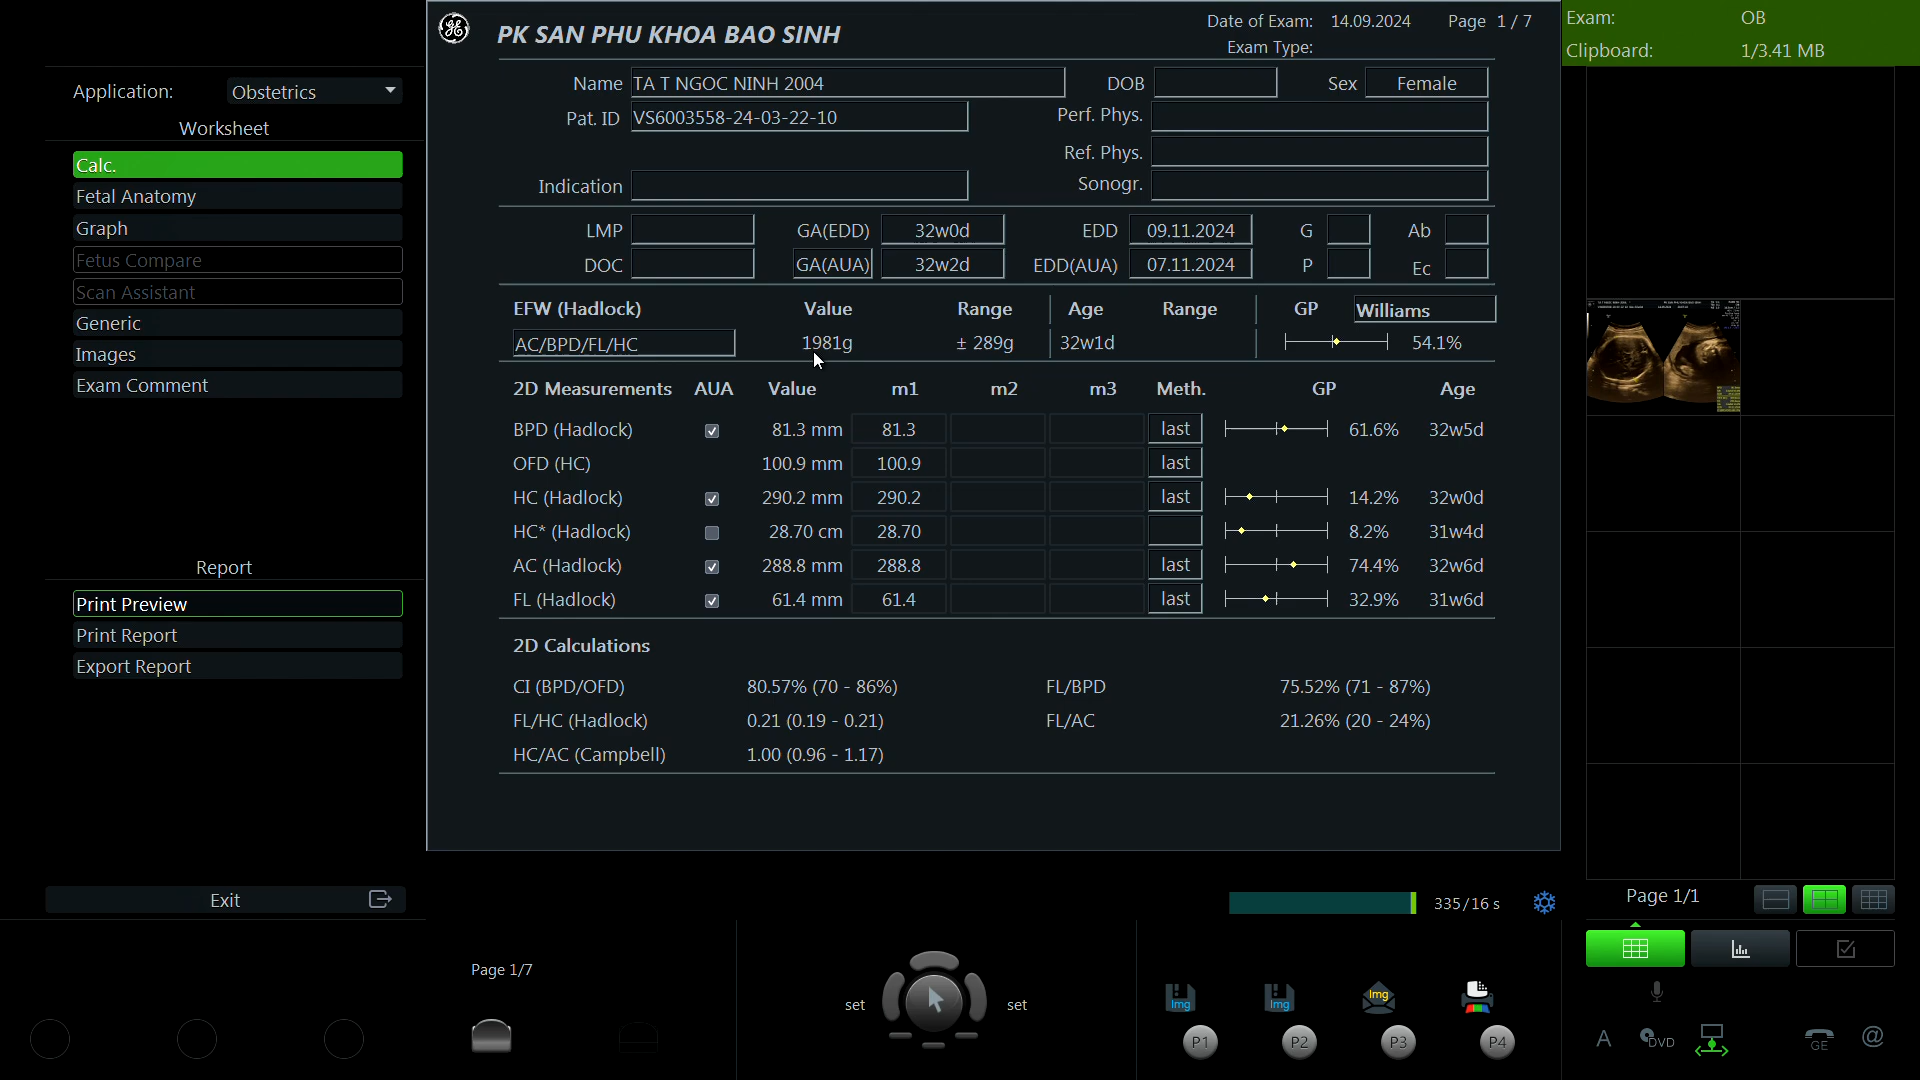 PK SAN PHU KHOA BAO SINH
Date of Exam: 14.09.2024 Page 1 / 7
Exam Type:
Exam: OB
Clipboard: 1/3.41 MB
Application: Obstetrics
Worksheet
Calc.
Fetal Anatomy
Graph
Fetus Compare
Scan Assistant
Generic
Images
Exam Comment
Report
Print Preview
Print Report
Export Report
Exit
Name TA T NGOC NINH 2004 DOB Sex Female
Pat. ID VS6003558-24-03-22-10 Perf. Phys.
Ref. Phys.
Indication Sonogr.
LMP GA(EDD) 32w0d EDD 09.11.2024 G Ab
DOC GA(AUA) 32w2d EDD(AUA) 07.11.2024 P Ec
EFW (Hadlock) Value Range Age Range GP Williams
AC/BPD/FL/HC 1981g ± 289g 32w1d 54.1%
2D Measurements AUA Value m1 m2 m3 Meth. GP Age
BPD (Hadlock) 81.3 mm 81.3 last 61.6% 32w5d
OFD (HC) 100.9 mm 100.9 last
HC (Hadlock) 290.2 mm 290.2 last 14.2% 32w0d
HC* (Hadlock) 28.70 cm 28.70 8.2% 31w4d
AC (Hadlock) 288.8 mm 288.8 last 74.4% 32w6d
FL (Hadlock) 61.4 mm 61.4 last 32.9% 31w6d
2D Calculations
CI (BPD/OFD) 80.57% (70 - 86%) FL/BPD 75.52% (71 - 87%)
FL/HC (Hadlock) 0.21 (0.19 - 0.21) FL/AC 21.26% (20 - 24%)
HC/AC (Campbell) 1.00 (0.96 - 1.17)
335/16 s
Page 1/1
Page 1/7
set set
Img Img Img
P1 P2 P3 P4
A DVD GE @